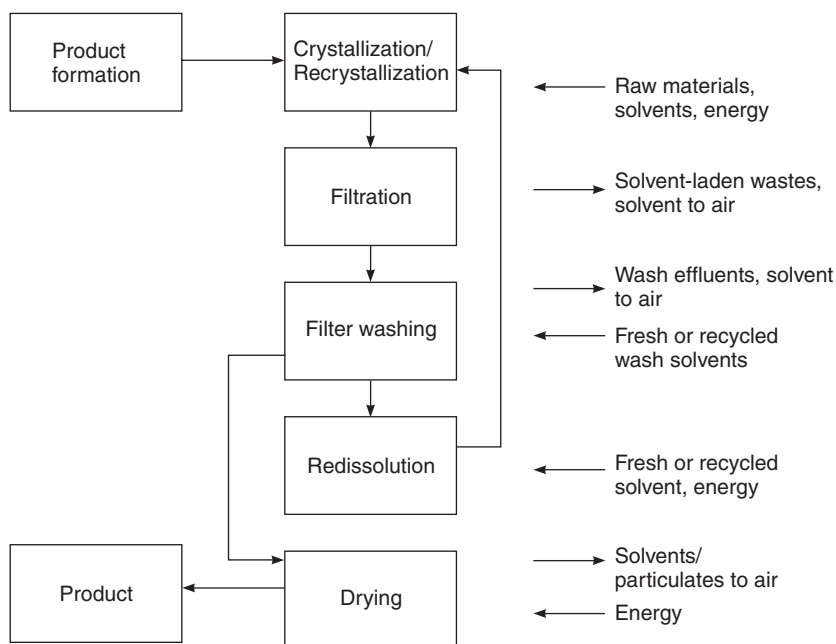 Product
formation
Crystallization/
Recrystallization
Raw materials,
solvents, energy
Filtration
Solvent-laden wastes,
solvent to air
Wash effluents, solvent
to air
Filter washing
Fresh or recycled
wash solvents
Redissolution
Fresh or recycled
solvent, energy
Product
Drying
Solvents/
particulates to air
Energy